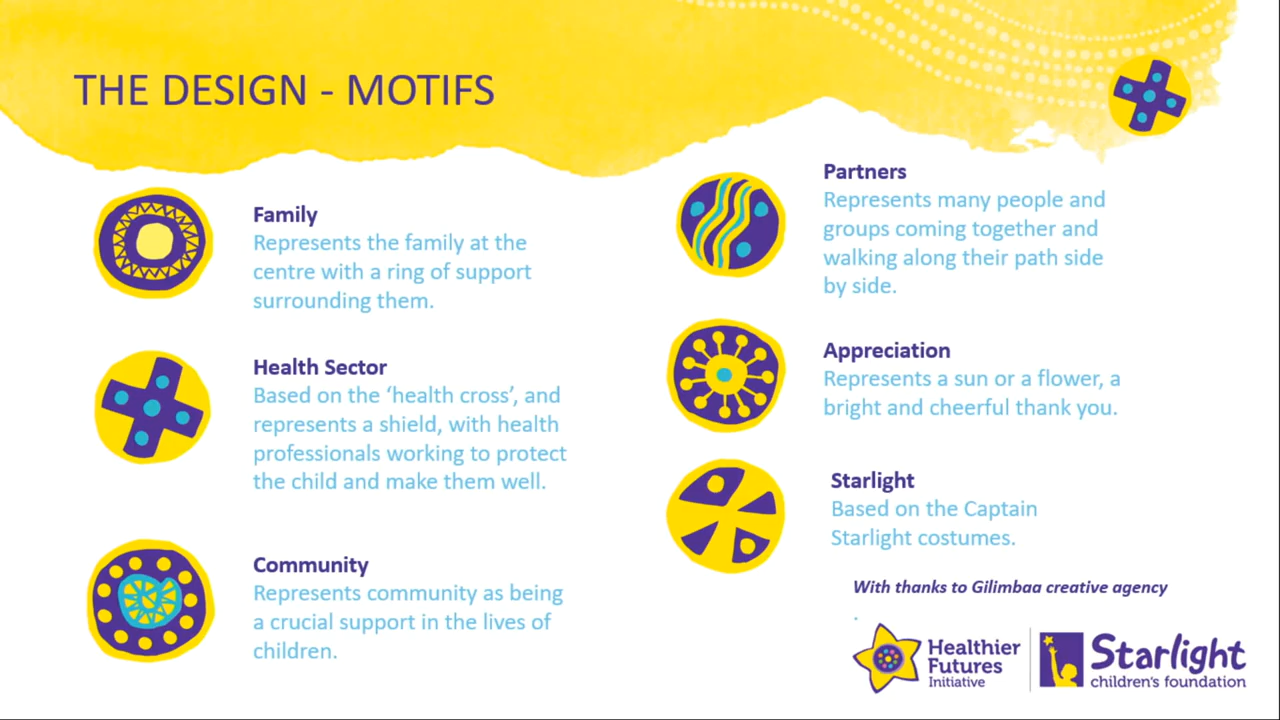 THE DESIGN - MOTIFS
Family
Represents the family at the
centre with a ring of support
surrounding them.
Health Sector
Based on the ‘health cross’, and
represents a shield, with health
professionals working to protect
the child and make them well.
Community
Represents community as being
a crucial support in the lives of
children.
Partners
Represents many people and
groups coming together and
walking along their path side
by side.
Appreciation
Represents a sun or a flower, a
bright and cheerful thank you.
Starlight
Based on the Captain
Starlight costumes.
With thanks to Gilimbaa creative agency
.
Healthier
Futures
Initiative
Starlight
children's foundation